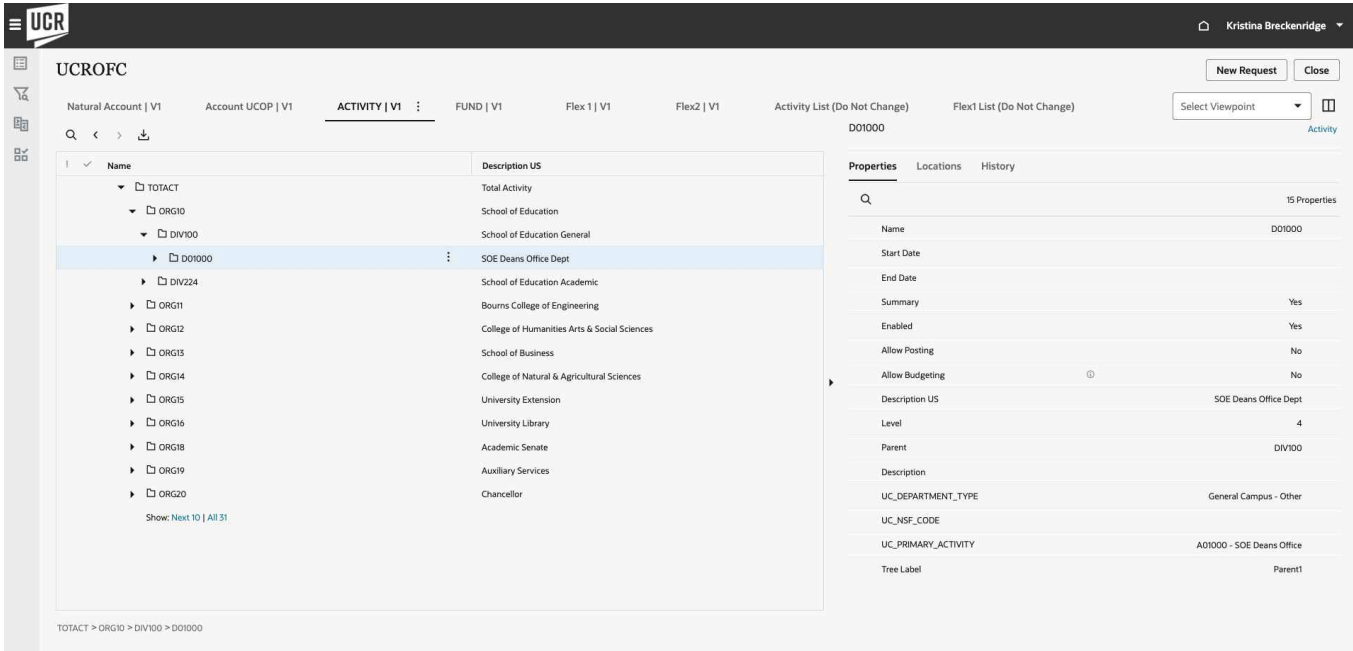 UCR
Kristina Breckenridge
UCROFC
New Request Close
Natural Account | V1 Account UCOP | V1 ACTIVITY | V1 FUND | V1 Flex 1 | V1 Flex2 | V1 Activity List (Do Not Change) Flex1 List (Do Not Change) Select Viewpoint
D01000 Activity
! Name Description US
TOTACT Total Activity
ORG10 School of Education
DIV100 School of Education General
D01000 SOE Deans Office Dept
DIV224 School of Education Academic
ORG11 Bourns College of Engineering
ORG12 College of Humanities Arts & Social Sciences
ORG13 School of Business
ORG14 College of Natural & Agricultural Sciences
ORG15 University Extension
ORG16 University Library
ORG18 Academic Senate
ORG19 Auxiliary Services
ORG20 Chancellor
Show: Next 10 | All 31
TOTACT > ORG10 > DIV100 > D01000
Properties Locations History
15 Properties
Name D01000
Start Date
End Date
Summary Yes
Enabled Yes
Allow Posting No
Allow Budgeting No
Description US SOE Deans Office Dept
Level 4
Parent DIV100
Description
UC_DEPARTMENT_TYPE General Campus - Other
UC_NSF_CODE
UC_PRIMARY_ACTIVITY A01000 - SOE Deans Office
Tree Label Parent1